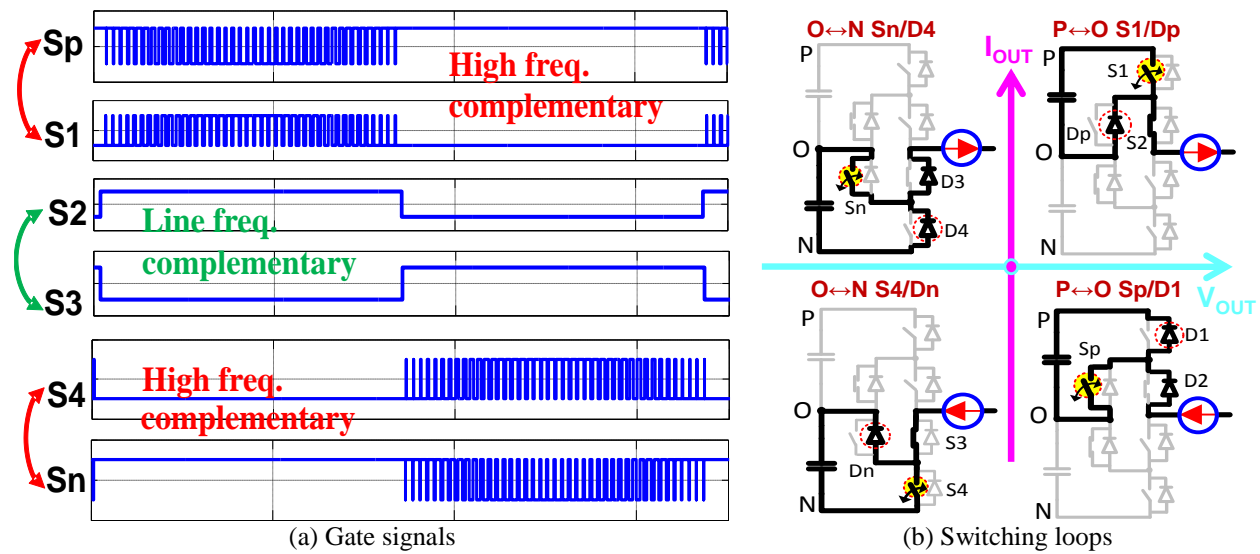 Sp
S1
High freq.
complementary
S2
S3
Line freq.
complementary
S4
Sn
High freq.
complementary
(a) Gate signals
O↔N Sn/D4
P
O
N
Sn
D3
D4
I_OUT
P↔O S1/Dp
P
O
N
S1
Dp
S2
V_OUT
O↔N S4/Dn
P
O
N
Dn
S3
S4
P↔O Sp/D1
P
O
N
Sp
D1
D2
(b) Switching loops